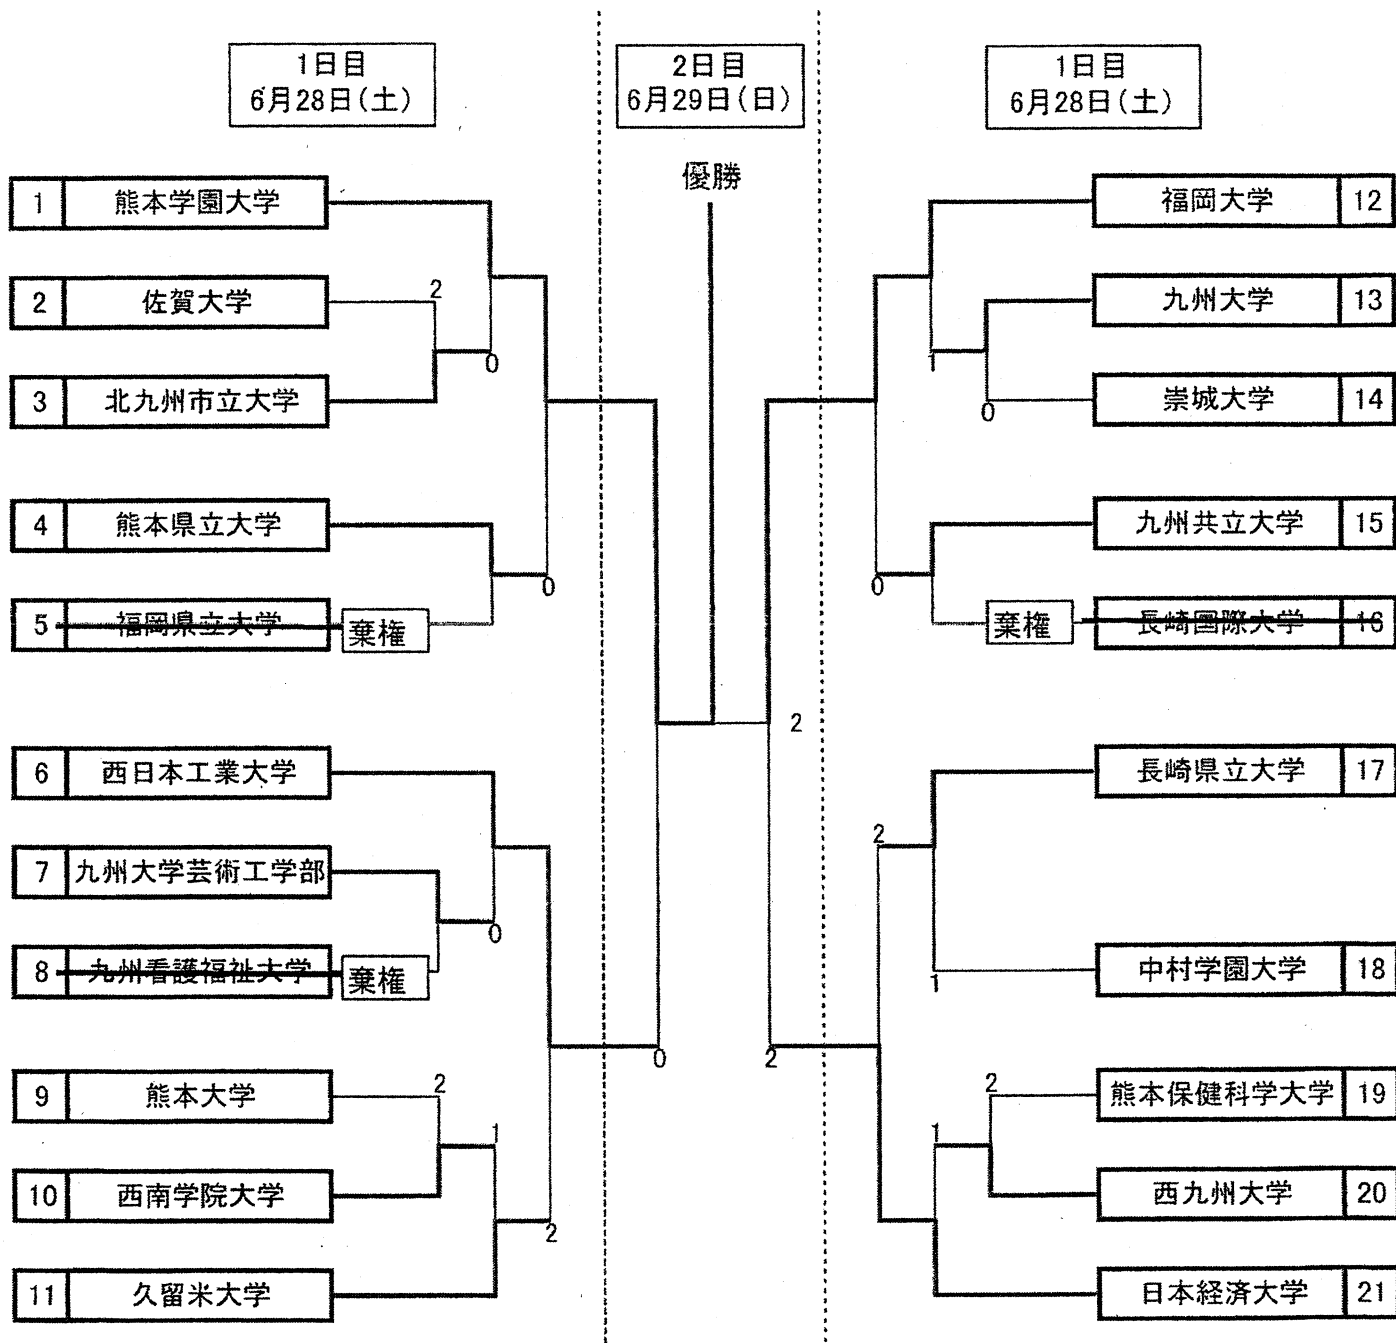 1日目
6月28日(土)
2日目
6月29日(日)
1日目
6月28日(土)
優勝
1 熊本学園大学
2 佐賀大学
2
0
3 北九州市立大学
4 熊本県立大学
0
5 福岡県立大学 棄権
6 西日本工業大学
7 九州大学芸術工学部
0
8 九州看護福祉大学 棄権
0
9 熊本大学
2
1
10 西南学院大学
2
11 久留米大学
福岡大学 12
九州大学 13
1
崇城大学 14
0
九州共立大学 15
0
棄権 長崎国際大学 16
2
長崎県立大学 17
2
中村学園大学 18
1
2
熊本保健科学大学 19
2
1
西九州大学 20
日本経済大学 21